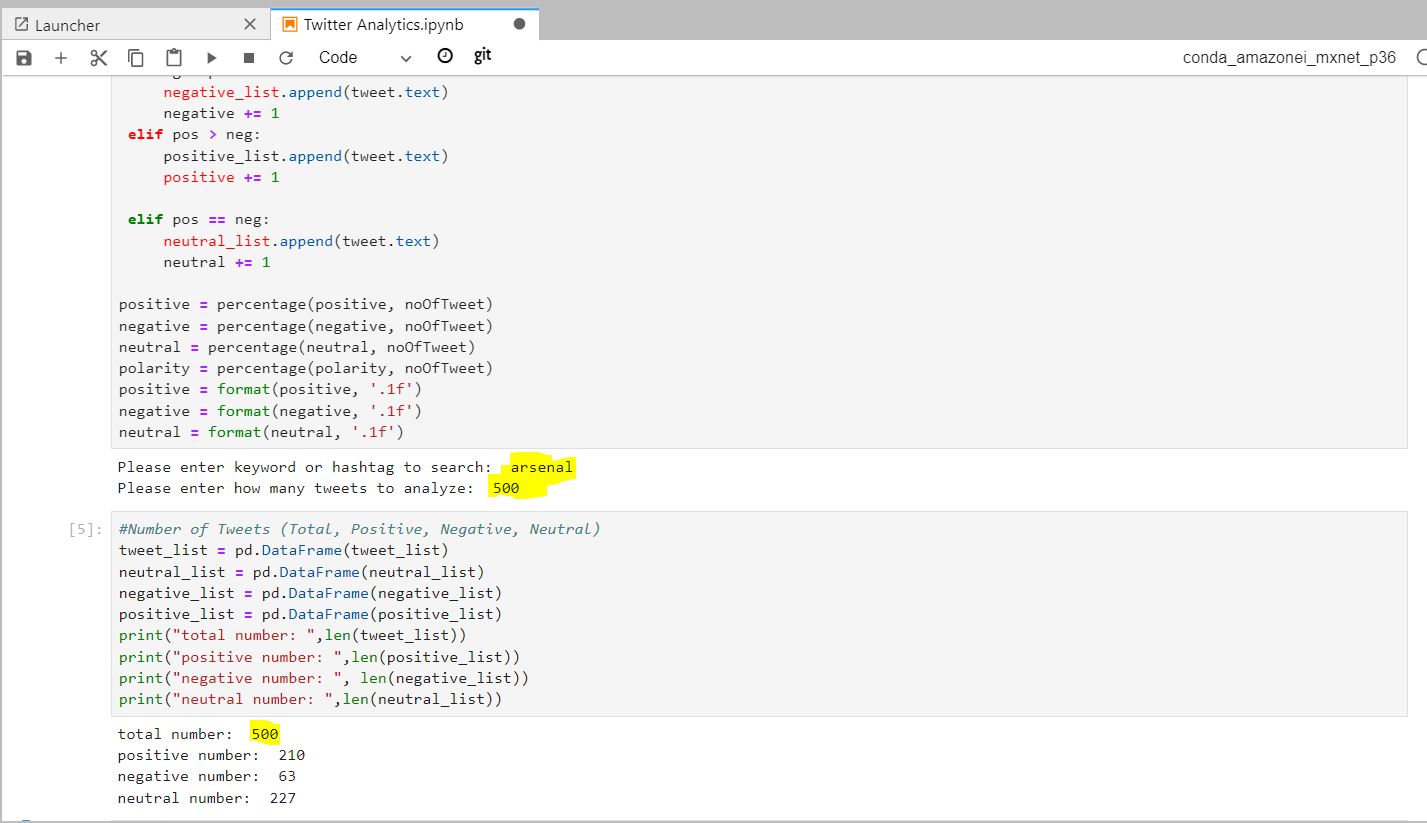 Launcher
Twitter Analytics.ipynb
Code
git
conda_amazonei_mxnet_p36
negative_list.append(tweet.text)
negative += 1
elif pos > neg:
positive_list.append(tweet.text)
positive += 1
elif pos == neg:
neutral_list.append(tweet.text)
neutral += 1
positive = percentage(positive, noOfTweet)
negative = percentage(negative, noOfTweet)
neutral = percentage(neutral, noOfTweet)
polarity = percentage(polarity, noOfTweet)
positive = format(positive, '.1f')
negative = format(negative, '.1f')
neutral = format(neutral, '.1f')
Please enter keyword or hashtag to search: arsenal
Please enter how many tweets to analyze: 500
[5]: #Number of Tweets (Total, Positive, Negative, Neutral)
tweet_list = pd.DataFrame(tweet_list)
neutral_list = pd.DataFrame(neutral_list)
negative_list = pd.DataFrame(negative_list)
positive_list = pd.DataFrame(positive_list)
print("total number: ",len(tweet_list))
print("positive number: ",len(positive_list))
print("negative number: ", len(negative_list))
print("neutral number: ",len(neutral_list))
total number: 500
positive number: 210
negative number: 63
neutral number: 227